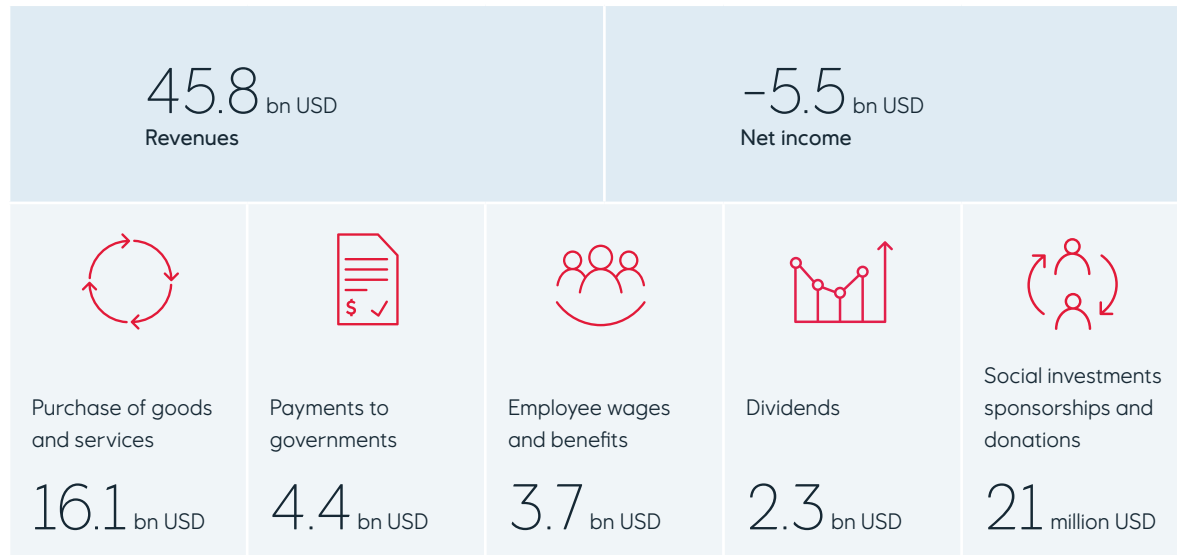 45.8 bn USD
Revenues
-5.5 bn USD
Net income
Purchase of goods
and services
16.1 bn USD
$
Payments to
governments
4.4 bn USD
Employee wages
and benefits
3.7 bn USD
Dividends
2.3 bn USD
Social investments
sponsorships and
donations
21 million USD